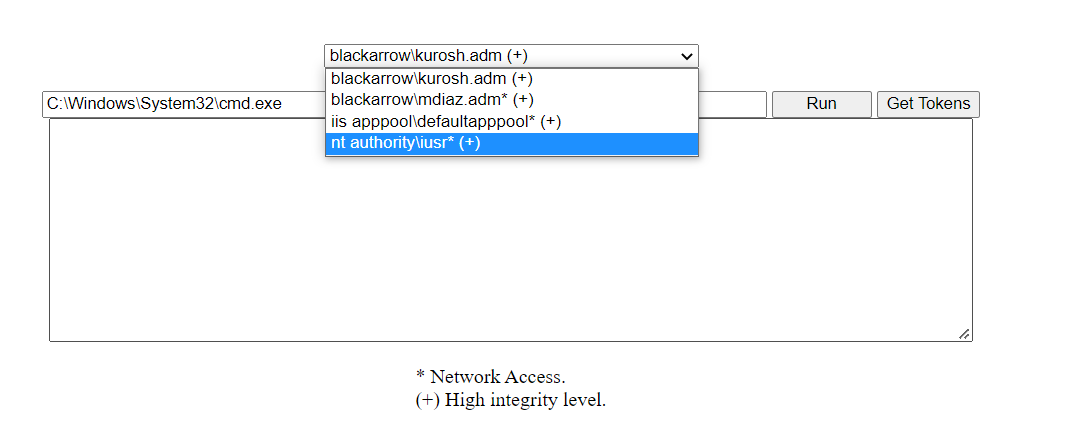 blackarrow\kurosh.adm (+)
blackarrow\kurosh.adm (+)
blackarrow\mdiaz.adm* (+)
C:\Windows\System32\cmd.exe
Run
Get Tokens
iis apppool\defaultapppool* (+)
nt authority\iusr* (+)
* Network Access.
(+) High integrity level.